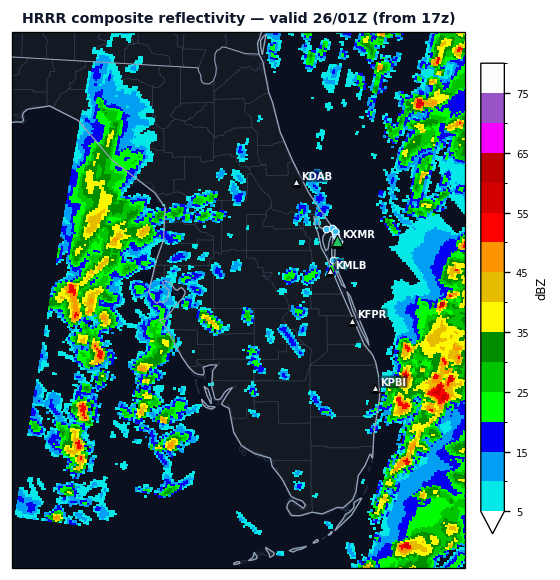 HRRR composite reflectivity — valid 26/01Z (from 17z)
KDAB
KXMR
KMLB
KFPR
KPBI
75
65
55
45
35
25
15
5
dBZ